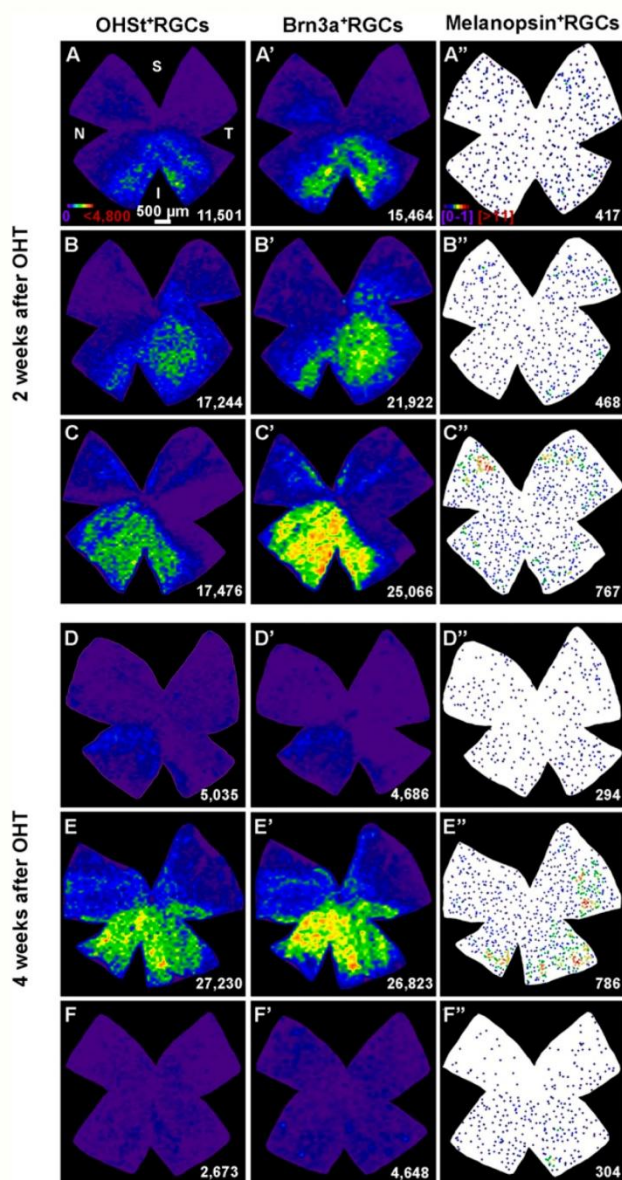 OHSt⁺RGCs Brn3a⁺RGCs Melanopsin⁺RGCs
2 weeks after OHT
A S N T I 0 <4,800 500 µm 11,501
A' 15,464
A'' [0-1] [>11] 417
B 17,244
B' 21,922
B'' 468
C 17,476
C' 25,066
C'' 767
4 weeks after OHT
D 5,035
D' 4,686
D'' 294
E 27,230
E' 26,823
E'' 786
F 2,673
F' 4,648
F'' 304